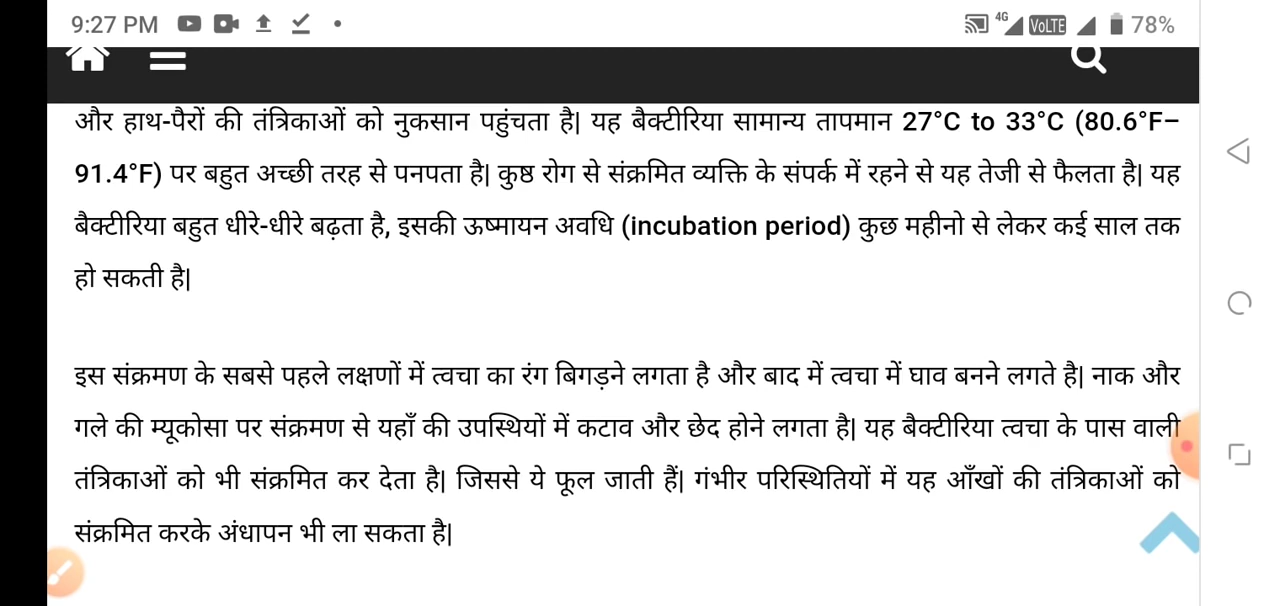 9:27 PM 4G VoLTE 78%
और हाथ-पैरों की तंत्रिकाओं को नुकसान पहुंचता है| यह बैक्टीरिया सामान्य तापमान 27°C to 33°C (80.6°F–
91.4°F) पर बहुत अच्छी तरह से पनपता है| कुष्ठ रोग से संक्रमित व्यक्ति के संपर्क में रहने से यह तेजी से फैलता है| यह
बैक्टीरिया बहुत धीरे-धीरे बढ़ता है, इसकी ऊष्मायन अवधि (incubation period) कुछ महीनो से लेकर कई साल तक
हो सकती है|
इस संक्रमण के सबसे पहले लक्षणों में त्वचा का रंग बिगड़ने लगता है और बाद में त्वचा में घाव बनने लगते है| नाक और
गले की म्यूकोसा पर संक्रमण से यहाँ की उपस्थियों में कटाव और छेद होने लगता है| यह बैक्टीरिया त्वचा के पास वाली
तंत्रिकाओं को भी संक्रमित कर देता है| जिससे ये फूल जाती हैं| गंभीर परिस्थितियों में यह आँखों की तंत्रिकाओं को
संक्रमित करके अंधापन भी ला सकता है|